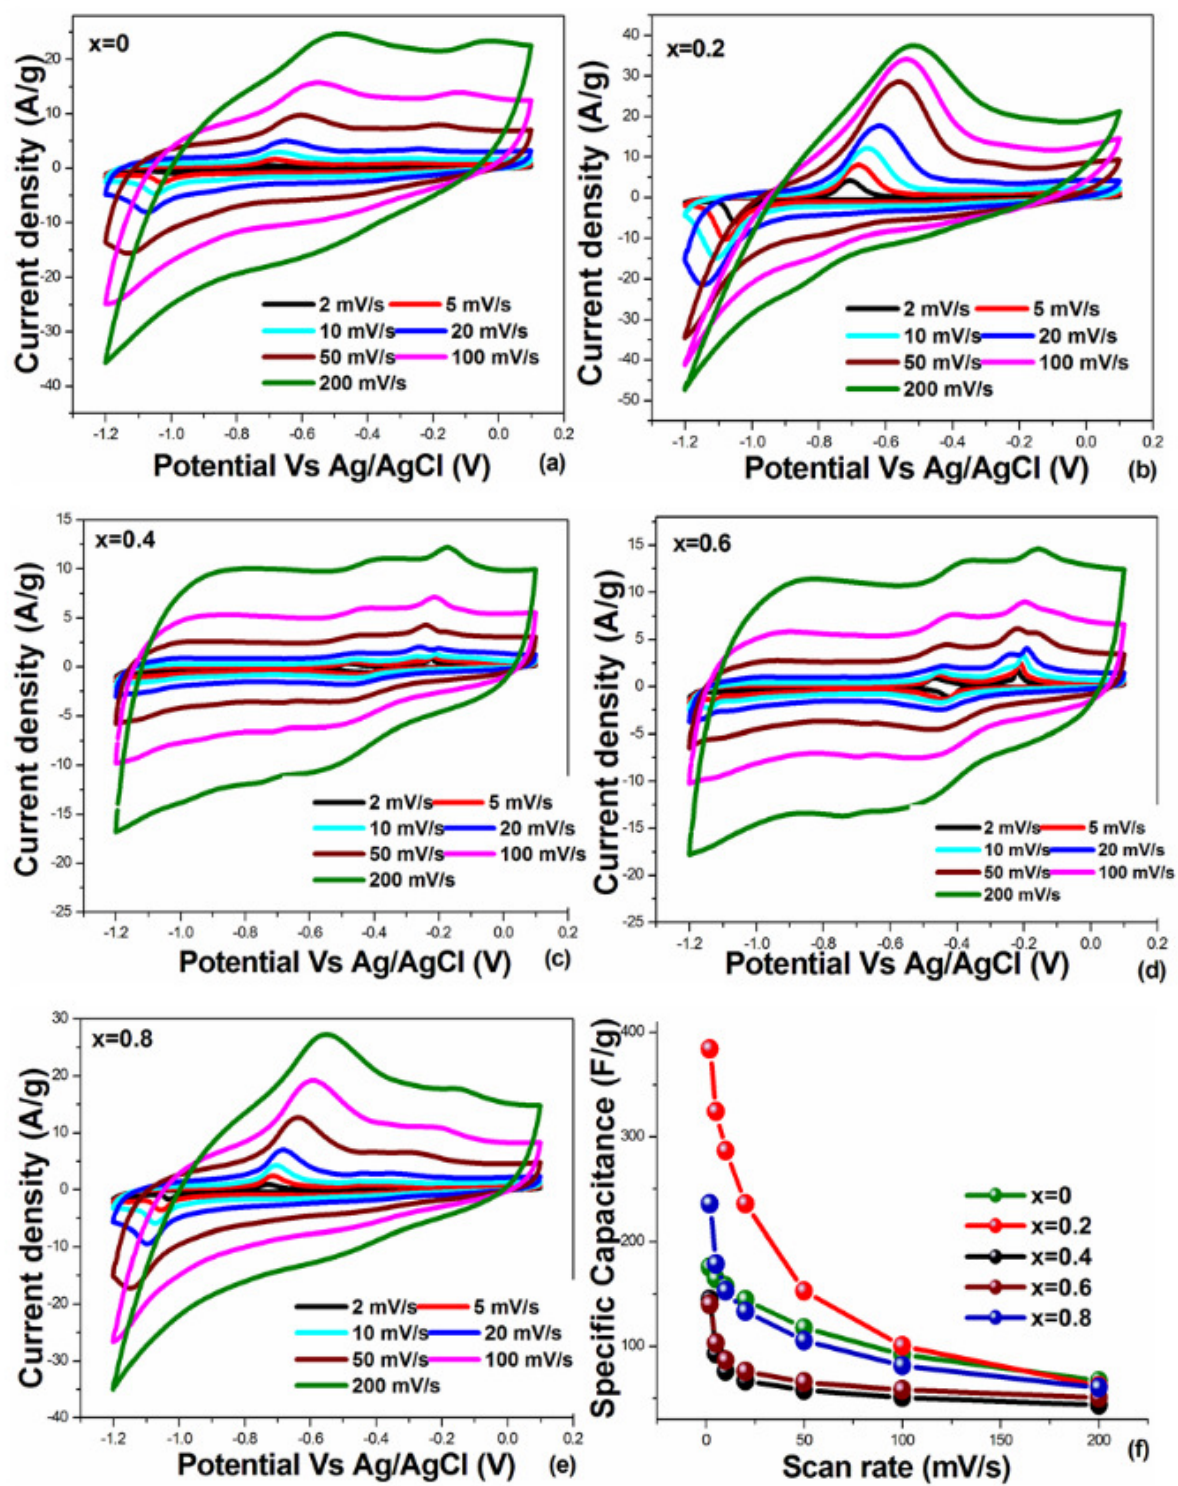 x=0
Current density (A/g)
20
10
0
-10
-20
-30
-40
2 mV/s 5 mV/s
10 mV/s 20 mV/s
50 mV/s 100 mV/s
200 mV/s
-1.2 -1.0 -0.8 -0.6 -0.4 -0.2 0.0 0.2
Potential Vs Ag/AgCl (V) (a)
x=0.2
Current density (A/g)
40
30
20
10
0
-10
-20
-30
-40
-50
2 mV/s 5 mV/s
10 mV/s 20 mV/s
50 mV/s 100 mV/s
200 mV/s
-1.2 -1.0 -0.8 -0.6 -0.4 -0.2 0.0 0.2
Potential Vs Ag/AgCl (V) (b)
x=0.4
Current density (A/g)
15
10
5
0
-5
-10
-15
-20
-25
2 mV/s 5 mV/s
10 mV/s 20 mV/s
50 mV/s 100 mV/s
200 mV/s
-1.2 -1.0 -0.8 -0.6 -0.4 -0.2 0.0 0.2
Potential Vs Ag/AgCl (V) (c)
x=0.6
Current density (A/g)
15
10
5
0
-5
-10
-15
-20
-25
2 mV/s 5 mV/s
10 mV/s 20 mV/s
50 mV/s 100 mV/s
200 mV/s
-1.2 -1.0 -0.8 -0.6 -0.4 -0.2 0.0 0.2
Potential Vs Ag/AgCl (V) (d)
x=0.8
Current density (A/g)
30
20
10
0
-10
-20
-30
-40
2 mV/s 5 mV/s
10 mV/s 20 mV/s
50 mV/s 100 mV/s
200 mV/s
-1.2 -1.0 -0.8 -0.6 -0.4 -0.2 0.0 0.2
Potential Vs Ag/AgCl (V) (e)
Specific Capacitance (F/g)
400
300
200
100
x=0
x=0.2
x=0.4
x=0.6
x=0.8
0 50 100 150 200
Scan rate (mV/s) (f)